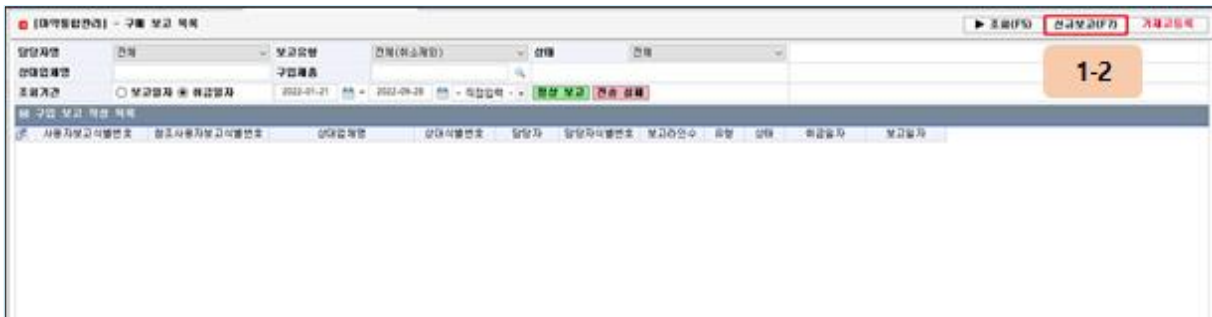 [마약통합관리] - 구매 보고 목록
▶ 조회(F5) 신규보고(F7) 기재고등록
담당자명 전체 보고유형 전체(취소제외) 상태 전체
상대업체명 구입제품
조회기간 보고일자 취급일자 2022-01-21 - 2022-09-28 - 직접입력 - 정상 보고 전송 실패
1-2
구입 보고 작성 목록
사용자보고식별번호 참조사용자보고식별번호 상대업체명 상대식별번호 담당자 담당자식별번호 보고라인수 유형 상태 취급일자 보고일자